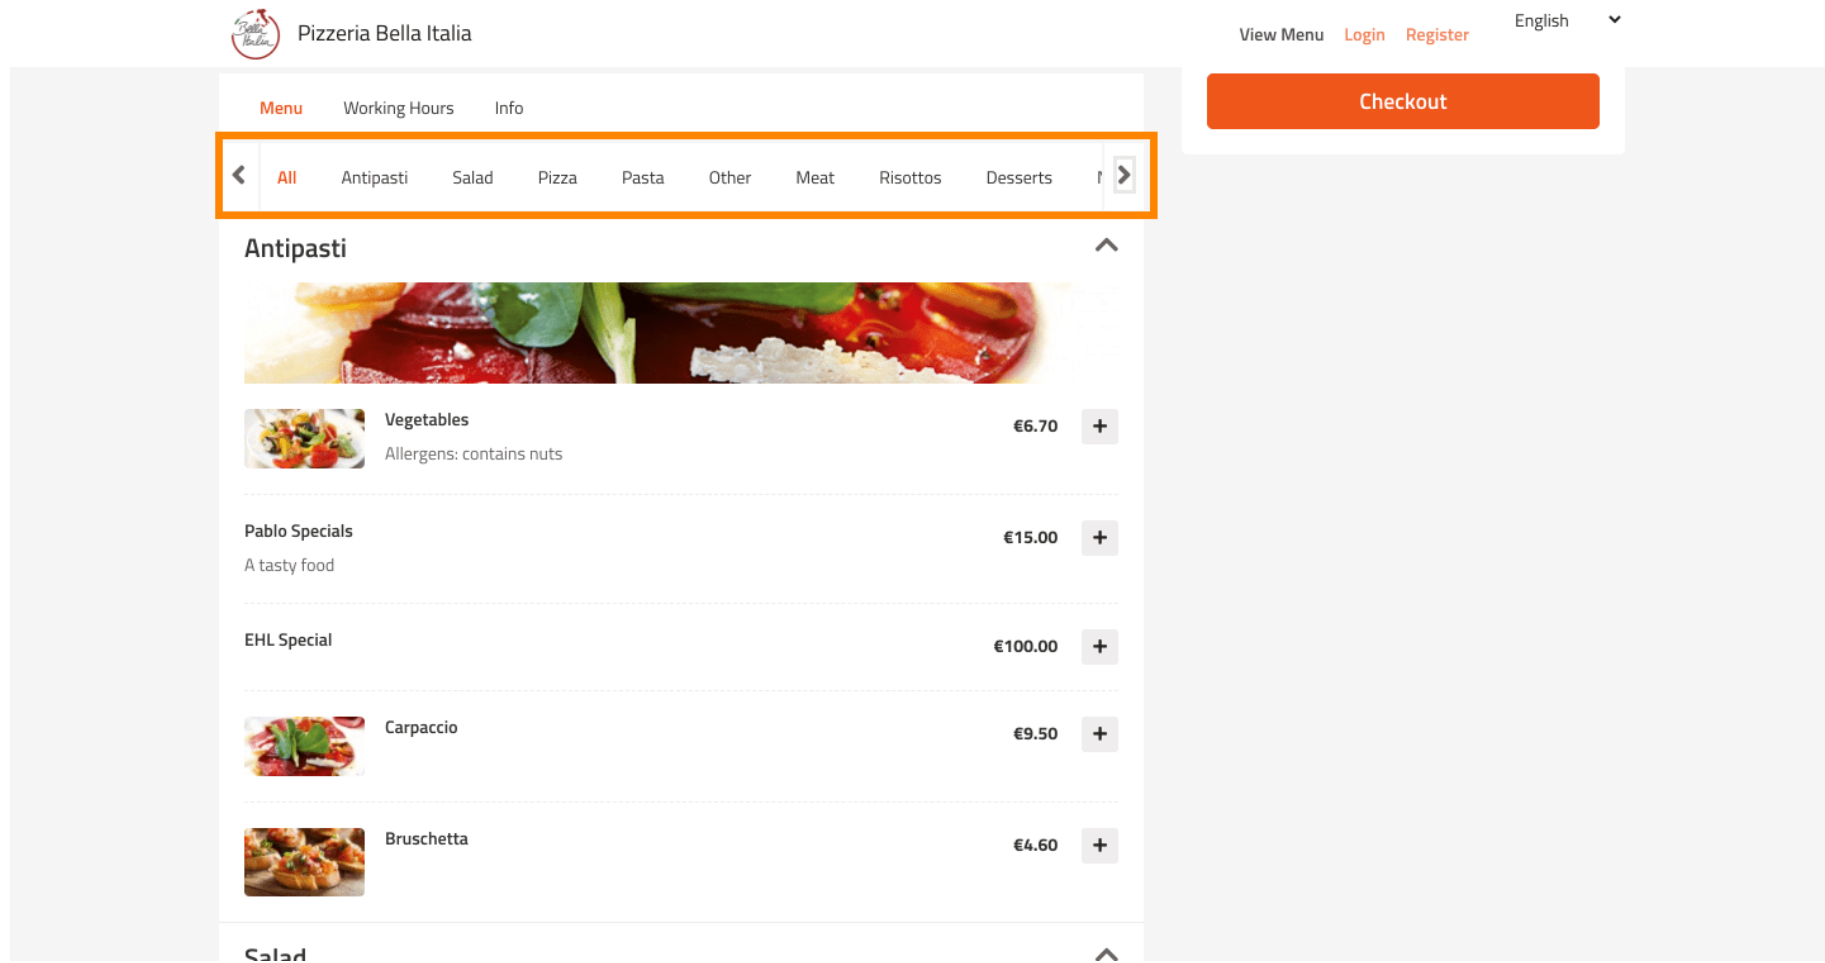 Bella Italia
Pizzeria Bella Italia
View Menu Login Register English
Menu Working Hours Info
Checkout
All Antipasti Salad Pizza Pasta Other Meat Risottos Desserts
Antipasti
Vegetables €6.70 +
Allergens: contains nuts
Pablo Specials €15.00 +
A tasty food
EHL Special €100.00 +
Carpaccio €9.50 +
Bruschetta €4.60 +
Salad